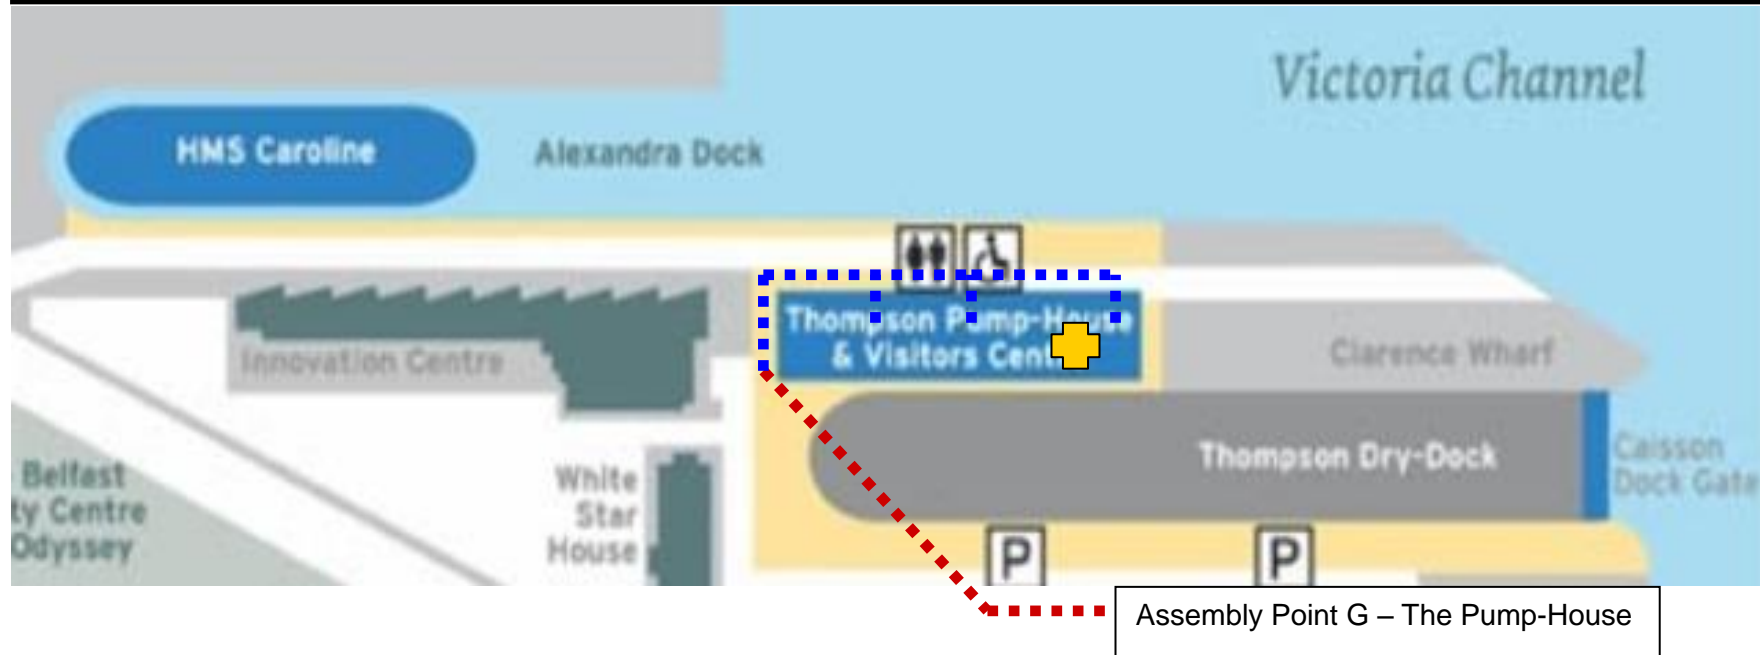 Victoria Channel
HMS Caroline
Alexandra Dock
Thompson Pump-House
& Visitors
Innovation Centre
Clarence Wharf
Thompson Dry-Dock
Caisson
Dock Gate
Belfast
ty Centre
Odyssey
White
Star
House
P
P
Assembly Point G – The Pump-House